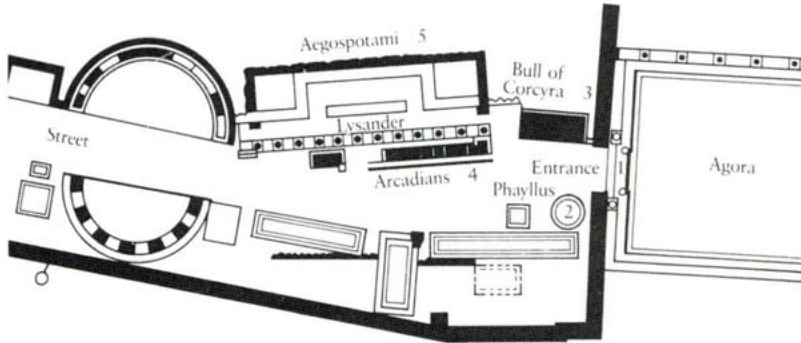 Aegospotami 5
Bull of
Corcyra 3
Street
Lysander
Arcadians 4
Entrance 1
Phayllus
2
Agora